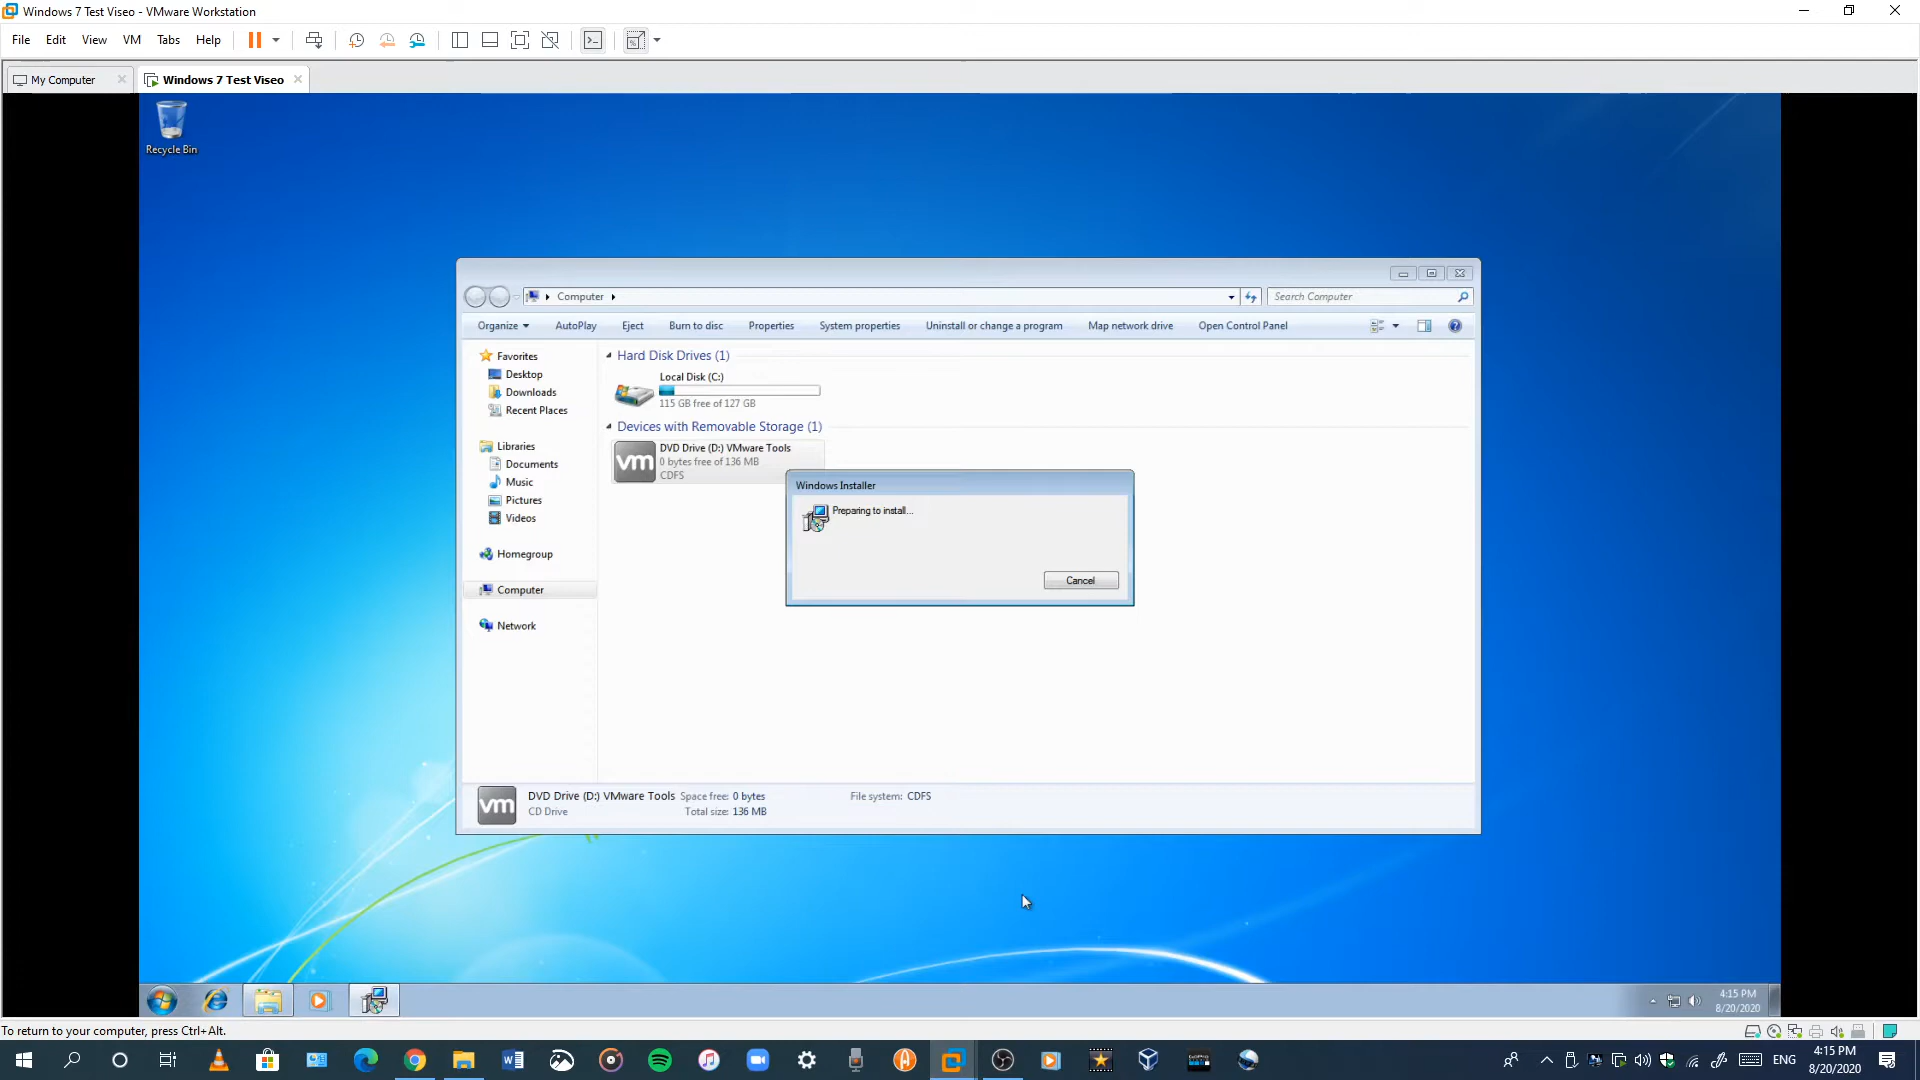 Windows 7 Test Viseo - VMware Workstation
File Edit View VM Tabs Help
My Computer
Windows 7 Test Viseo
Recycle Bin
Computer
Search Computer
Organize AutoPlay Eject Burn to disc Properties System properties Uninstall or change a program Map network drive Open Control Panel
Favorites
Desktop
Downloads
Recent Places
Libraries
Documents
Music
Pictures
Videos
Homegroup
Computer
Network
Hard Disk Drives (1)
Local Disk (C:)
115 GB free of 127 GB
Devices with Removable Storage (1)
vm
DVD Drive (D:) VMware Tools
0 bytes free of 136 MB
CDFS
Windows Installer
Preparing to install...
Cancel
vm
DVD Drive (D:) VMware Tools Space free: 0 bytes File system: CDFS
CD Drive Total size: 136 MB
4:15 PM
8/20/2020
To return to your computer, press Ctrl+Alt.
ENG
4:15 PM
8/20/2020